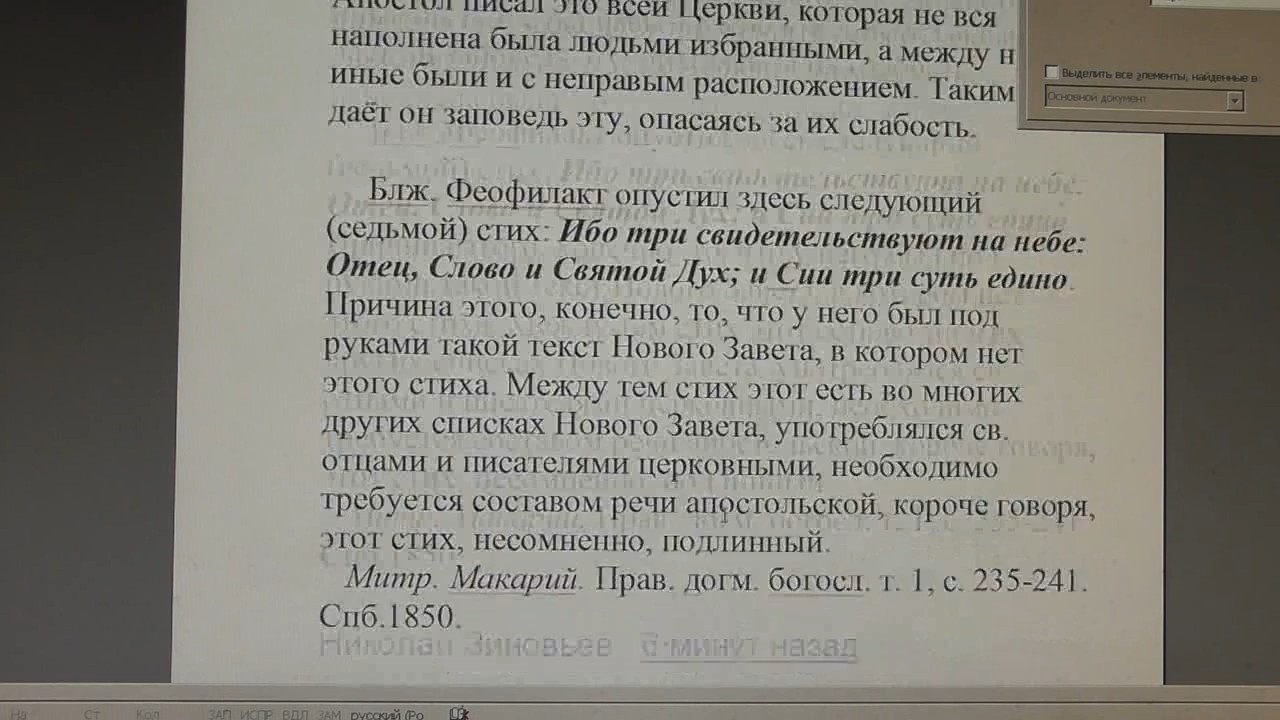 Апостол писал это всей Церкви, которая не вся
наполнена была людьми избранными, а между н
иные были и с неправым расположением. Таким
даёт он заповедь эту, опасаясь за их слабость.
Выделить все элементы, найденные в:
Основной документ
Блж. Феофилакт опустил здесь следующий
(седьмой) стих: Ибо три свидетельствуют на небе:
Отец, Слово и Святой Дух; и Сии три суть едино.
Причина этого, конечно, то, что у него был под
руками такой текст Нового Завета, в котором нет
этого стиха. Между тем стих этот есть во многих
других списках Нового Завета, употреблялся св.
отцами и писателями церковными, необходимо
требуется составом речи апостольской, короче говоря,
этот стих, несомненно, подлинный.
Митр. Макарий. Прав. догм. богосл. т. 1, с. 235-241.
Спб.1850.
Николай Зиновьев 6 минут назад
На Ст Кол ЗАП ИСПР ВДЛ ЗАМ русский (Ро